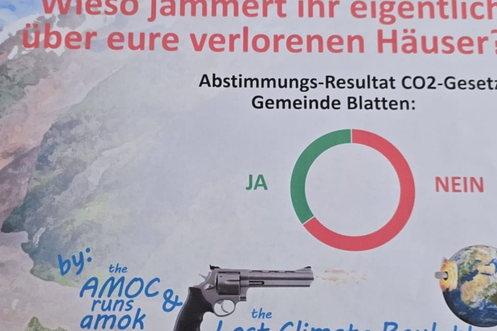 Wieso jammert ihr eigentlich
über eure verlorenen Häuser?
Abstimmungs-Resultat CO2-Gesetz
Gemeinde Blatten:
JA
NEIN
by:
the
AMOC
runs
amok
&
the
Last Climate